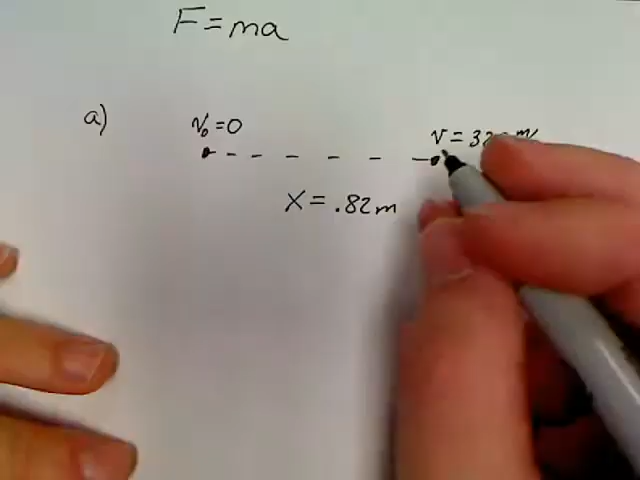 F=ma
a) V₀=0
X= .82m